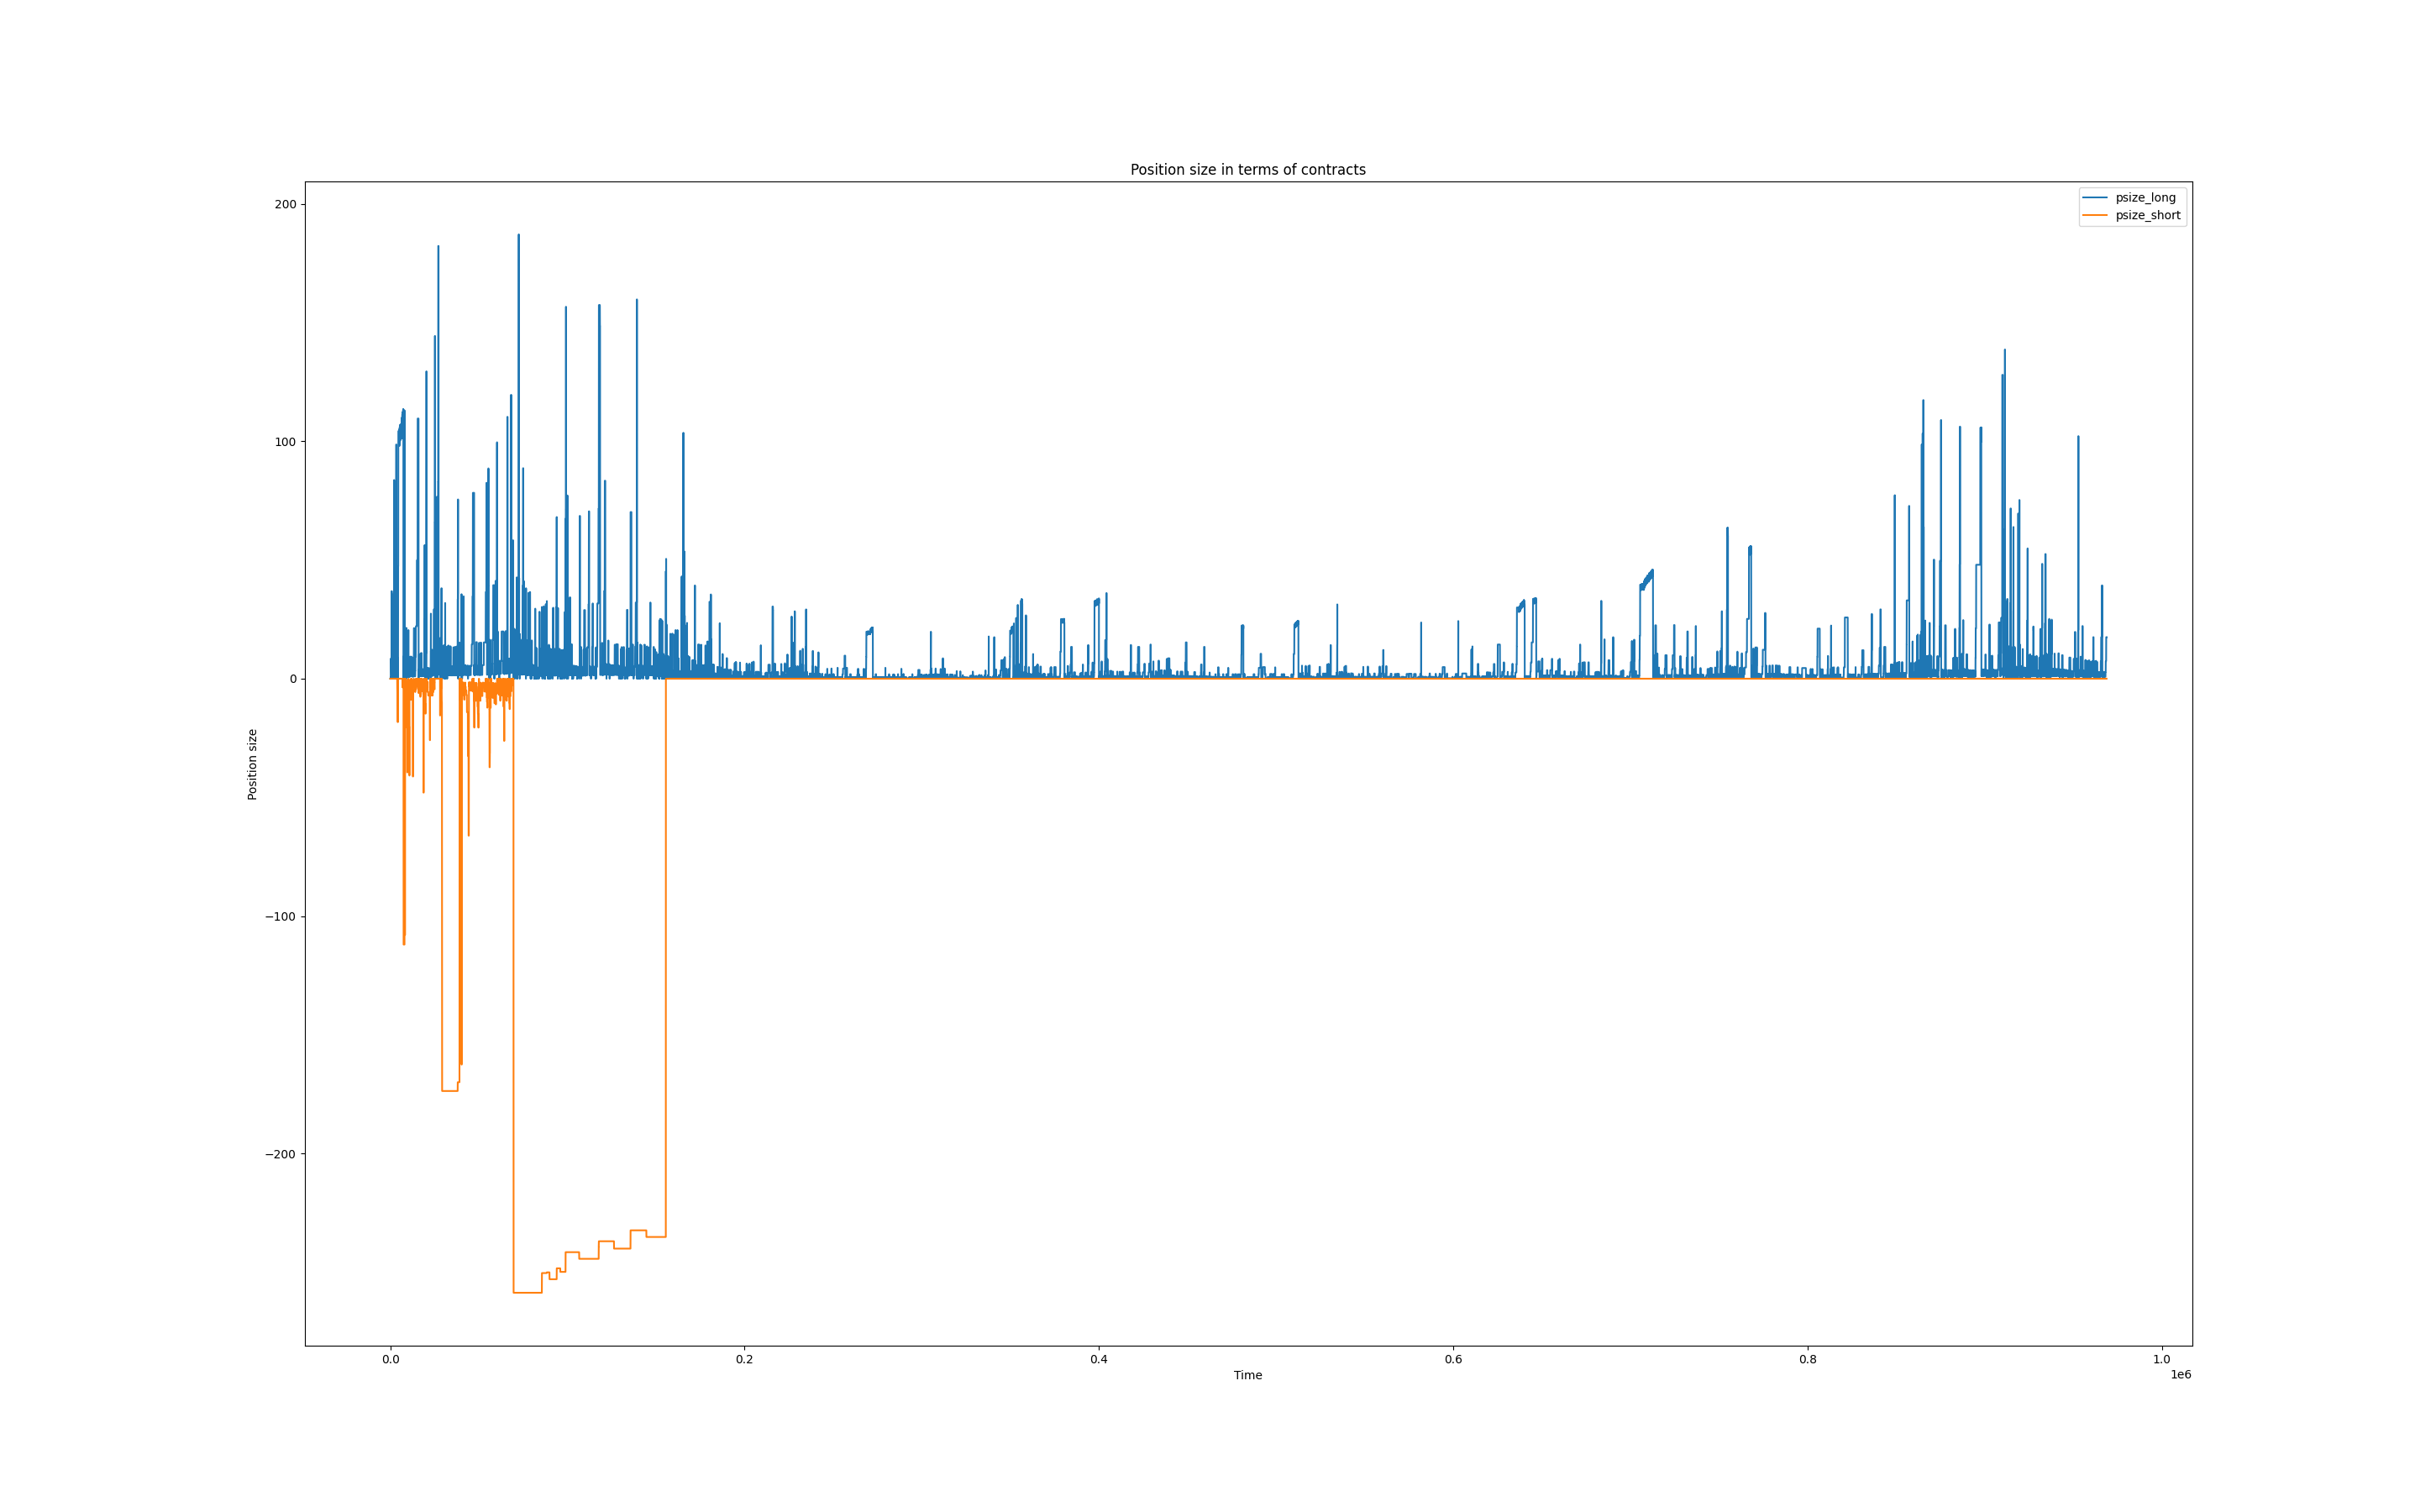 Position size in terms of contracts
psize_long
psize_short
200
100
0
−100
−200
Position size
0.0
0.2
0.4
0.6
0.8
1.0
1e6
Time